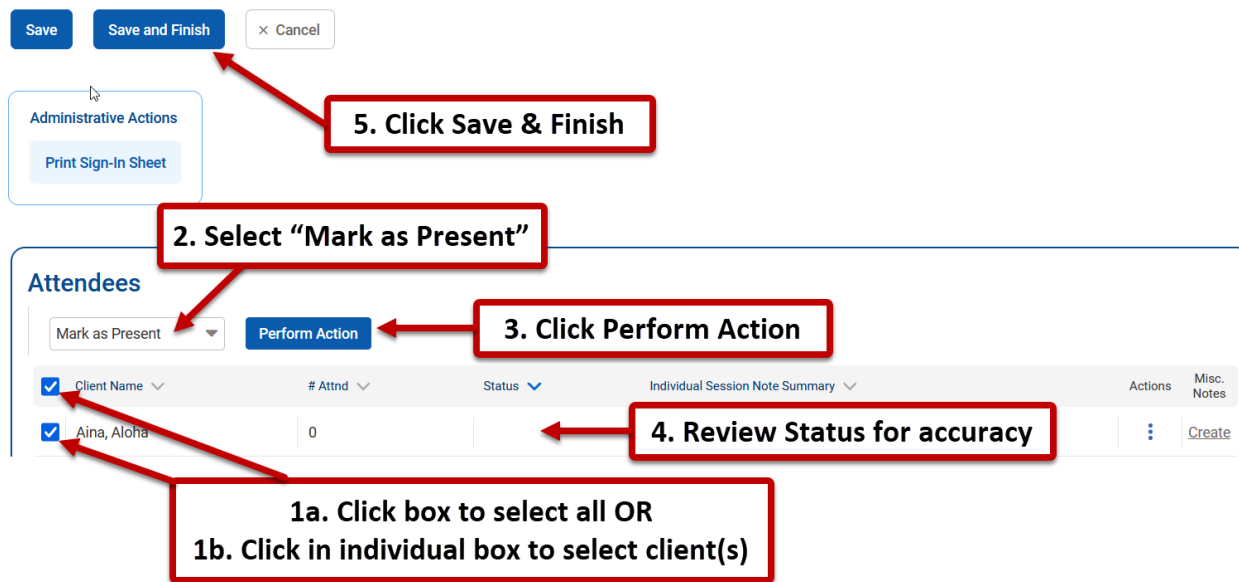 Save
Save and Finish
× Cancel
5. Click Save & Finish
Administrative Actions
Print Sign-In Sheet
2. Select “Mark as Present”
Attendees
Mark as Present
Perform Action
3. Click Perform Action
Client Name
# Attnd
Status
Individual Session Note Summary
Actions
Misc. Notes
Aina, Aloha
0
4. Review Status for accuracy
Create
1a. Click box to select all OR
1b. Click in individual box to select client(s)